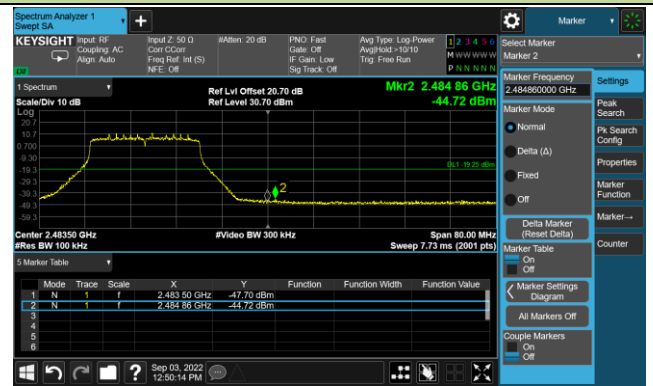 Spectrum Analyzer 1
Swept SA
+
Marker
KEYSIGHT
Input: RF
Coupling: AC
Align: Auto
Input Z: 50 Ω
Corr CCorr
Freq Ref: Int (S)
NFE: Off
#Atten: 20 dB
PNO: Fast
Gate: Off
IF Gain: Low
Sig Track: Off
Avg Type: Log-Power
Avg|Hold:>10/10
Trig: Free Run
1 2 3 4 5 6
M W W W W W
P N N N N N
Select Marker
Marker 2
Marker Frequency
2.484860000 GHz
Settings
1 Spectrum
Ref Lvl Offset 20.70 dB
Mkr2 2.484 86 GHz
Scale/Div 10 dB
Ref Level 30.70 dBm
-44.72 dBm
Log
20.7
10.7
0.700
-9.30
-19.3
-29.3
-39.3
-49.3
-59.3
DL1 -19.25 dBm
2
Center 2.48350 GHz
#Video BW 300 kHz
Span 80.00 MHz
#Res BW 100 kHz
Sweep 7.73 ms (2001 pts)
Marker Mode
Normal
Delta (Δ)
Fixed
Off
Delta Marker
(Reset Delta)
Marker Table
On
Off
Marker Settings
Diagram
All Markers Off
Couple Markers
On
Off
Peak
Search
Pk Search
Config
Properties
Marker
Function
Marker→
Counter
5 Marker Table
Mode Trace Scale X Y Function Function Width Function Value
1 N 1 f 2.483 50 GHz -47.70 dBm
2 N 1 f 2.484 86 GHz -44.72 dBm
3
4
5
6
?
Sep 03, 2022
12:50:14 PM